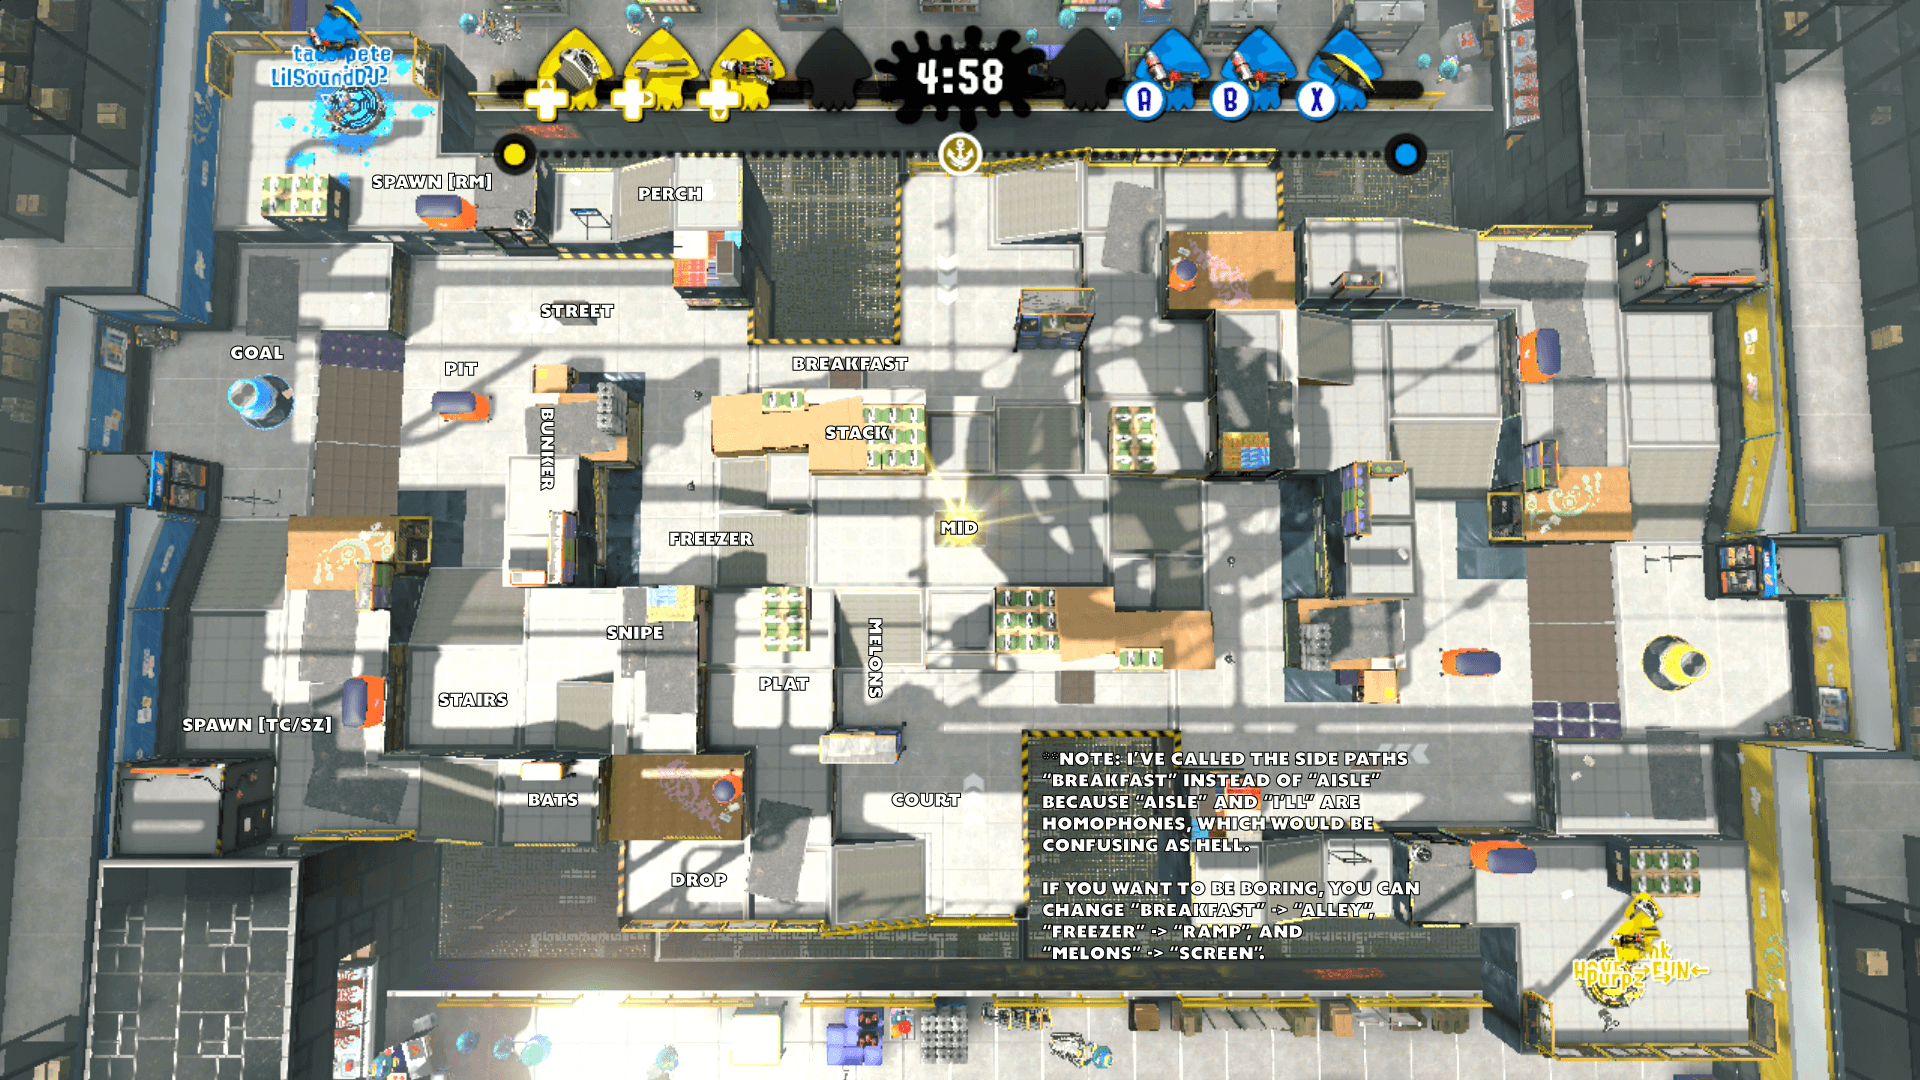 taco pete
LilSoundDJ?
4:58
A
B
X
SPAWN [RM]
PERCH
STREET
GOAL
PIT
BREAKFAST
BUNKER
STACK
MID
FREEZER
SNIPE
MELONS
PLAT
STAIRS
SPAWN [TC/SZ]
BATS
COURT
DROP
**NOTE: I'VE CALLED THE SIDE PATHS
"BREAKFAST" INSTEAD OF "AISLE"
BECAUSE "AISLE" AND "I'LL" ARE
HOMOPHONES, WHICH WOULD BE
CONFUSING AS HELL.
IF YOU WANT TO BE BORING, YOU CAN
CHANGE "BREAKFAST" -> "ALLEY",
"FREEZER" -> "RAMP", AND
"MELONS" -> "SCREEN".